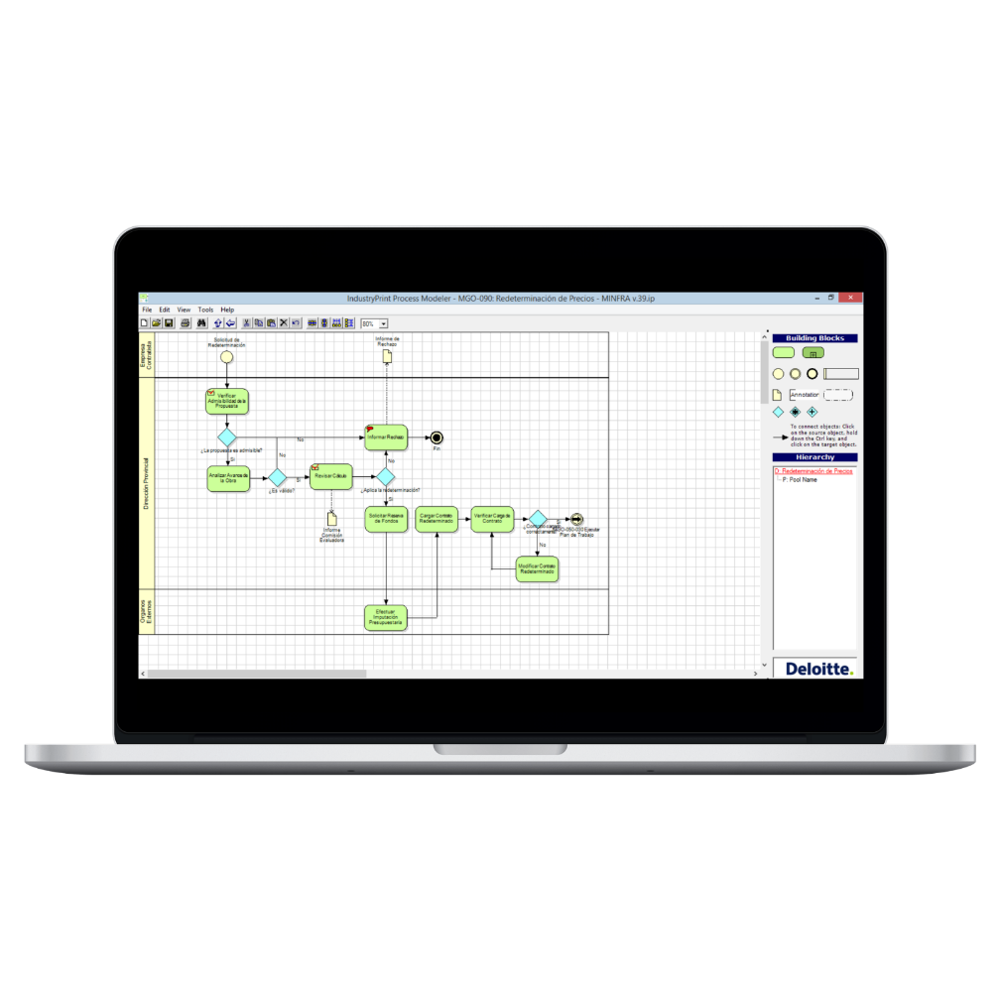 IndustryPrint Process Modeler - MGO-090: Redeterminación de Precios - MINFRA v.39.ip
File Edit View Tools Help
80%
Empresa
Contratista
Solicitud de
Redeterminación
Informe de
Rechazo
Dirección Provincial
Verificar
Admisibilidad de la
Propuesta
¿La propuesta es admisible?
No
Si
No
Informar Rechazo
Fin
Analizar Avance de
la Obra
¿Es válido?
Si
Revisar Cálculo
No
¿Aplica la redeterminación?
Si
Informe
Comisión
Evaluadora
Solicitar Reserva
de Fondos
Cargar Contrato
Redeterminado
Verificar Carga de
Contrato
correctamente
Plan de Trabajo
No
Modificar Contrato
Redeterminado
Organos
Externos
Efectuar
Imputación
Presupuestaria
Building Blocks
Annotation
To connect objects: Click
on the source object, hold
down the Ctrl key, and
click on the target object.
Hierarchy
D: Redeterminación de Precios
P: Pool Name
Deloitte.